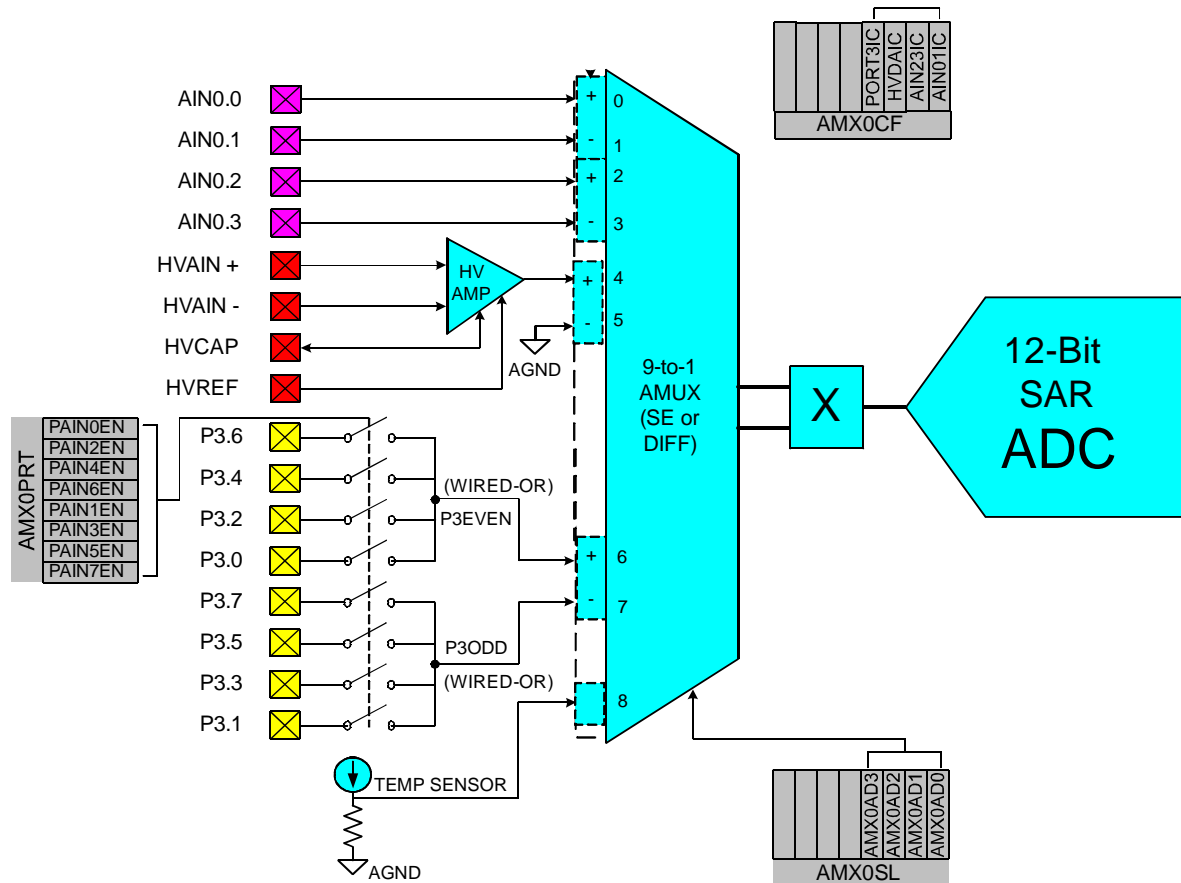 PORT3IC
HVDAIC
AIN23IC
AIN01IC
AMX0CF
AIN0.0
AIN0.1
AIN0.2
AIN0.3
HVAIN +
HVAIN -
HVCAP
HVREF
HV
AMP
AGND
+ 0
- 1
+ 2
- 3
+ 4
- 5
9-to-1
AMUX
(SE or
DIFF)
X
12-Bit
SAR
ADC
AMX0PRT
PAIN0EN
PAIN2EN
PAIN4EN
PAIN6EN
PAIN1EN
PAIN3EN
PAIN5EN
PAIN7EN
P3.6
P3.4
P3.2
P3.0
P3.7
P3.5
P3.3
P3.1
(WIRED-OR)
P3EVEN
P3ODD
(WIRED-OR)
+ 6
- 7
8
TEMP SENSOR
AGND
AMX0AD3
AMX0AD2
AMX0AD1
AMX0AD0
AMX0SL